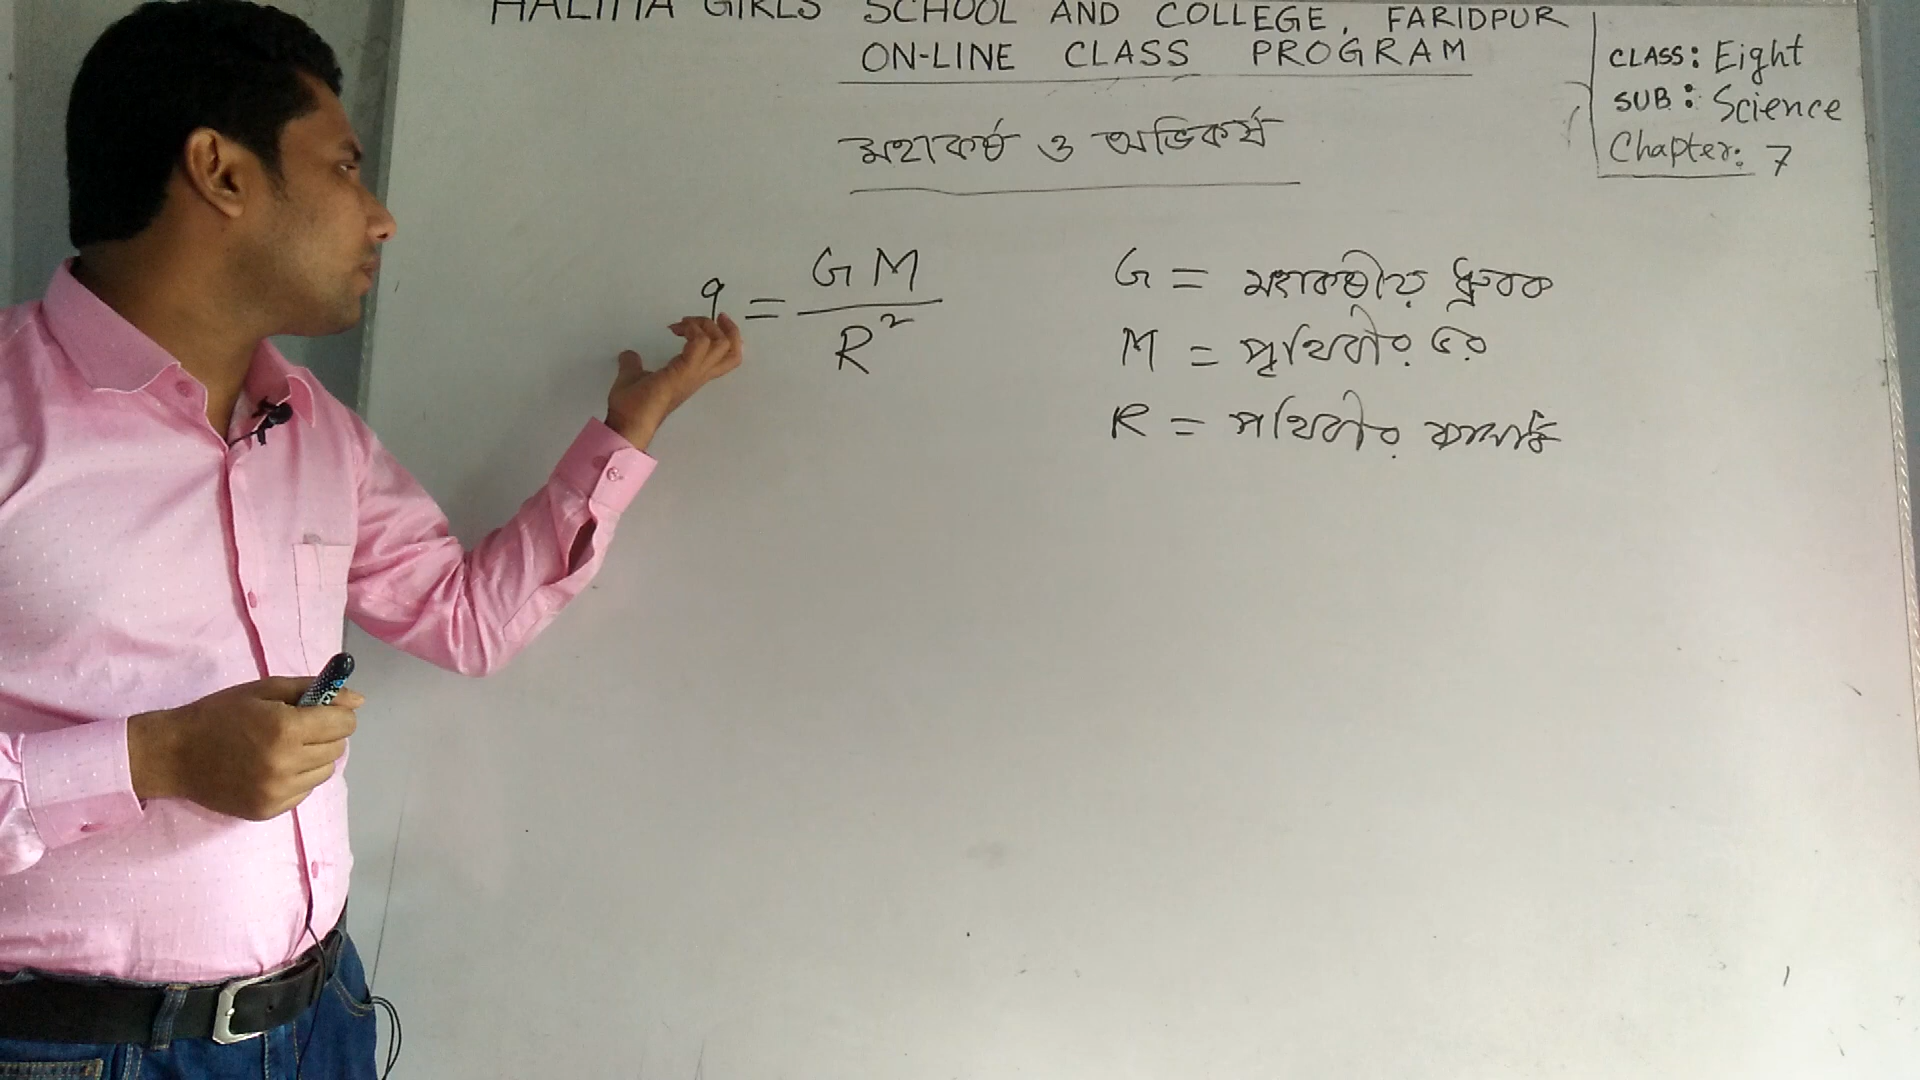 HALIMA GIRLS SCHOOL AND COLLEGE, FARIDPUR
ON-LINE CLASS PROGRAM
CLASS: Eight
SUB: Science
Chapter: 7
মহাকর্ষ ও অভিকর্ষ
g = GM / R²
G = মহাকর্ষীয় ধ্রুবক
M = পৃথিবীর ভর
R = পৃথিবীর ব্যাসার্ধ